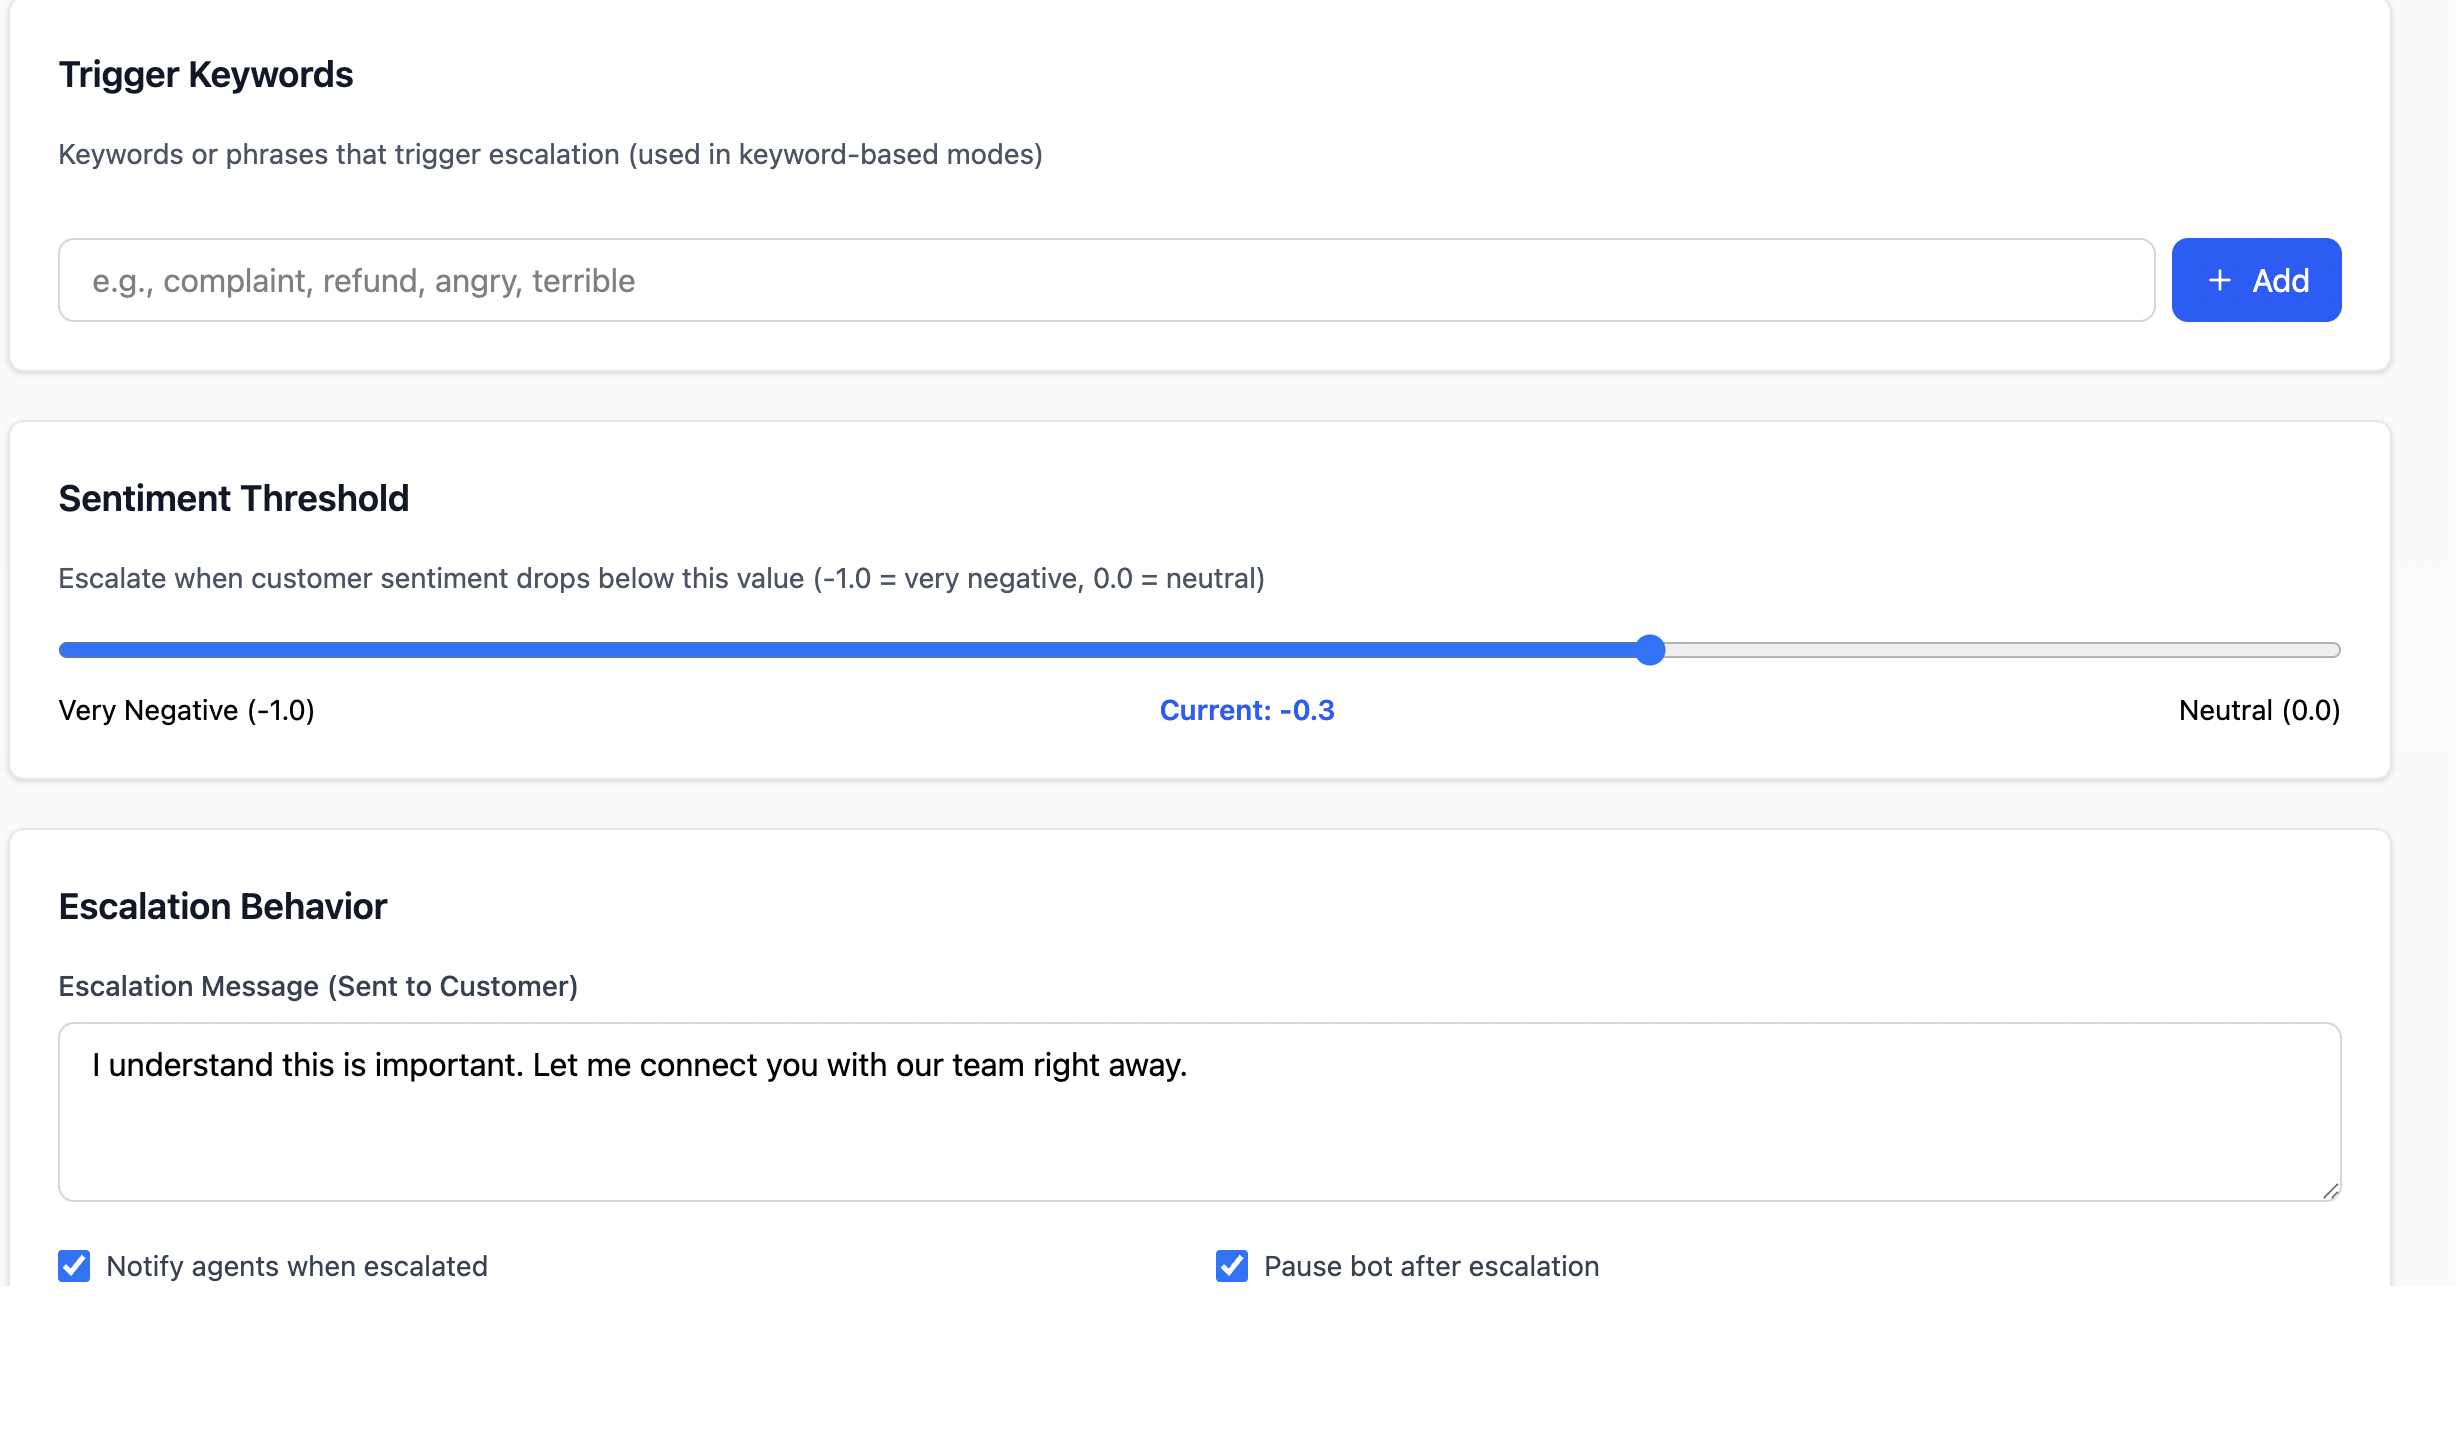 Trigger Keywords
Keywords or phrases that trigger escalation (used in keyword-based modes)
e.g., complaint, refund, angry, terrible
+ Add
Sentiment Threshold
Escalate when customer sentiment drops below this value (-1.0 = very negative, 0.0 = neutral)
Very Negative (-1.0)
Current: -0.3
Neutral (0.0)
Escalation Behavior
Escalation Message (Sent to Customer)
I understand this is important. Let me connect you with our team right away.
Notify agents when escalated
Pause bot after escalation